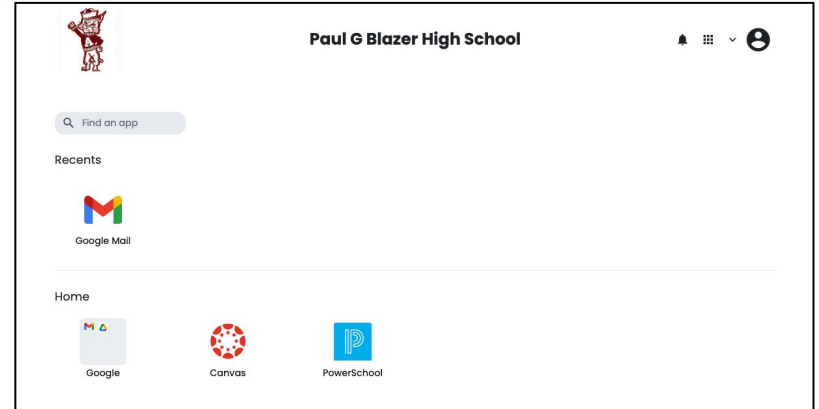 Paul G Blazer High School
Find an app
Recents
Google Mail
Home
Google
Canvas
PowerSchool